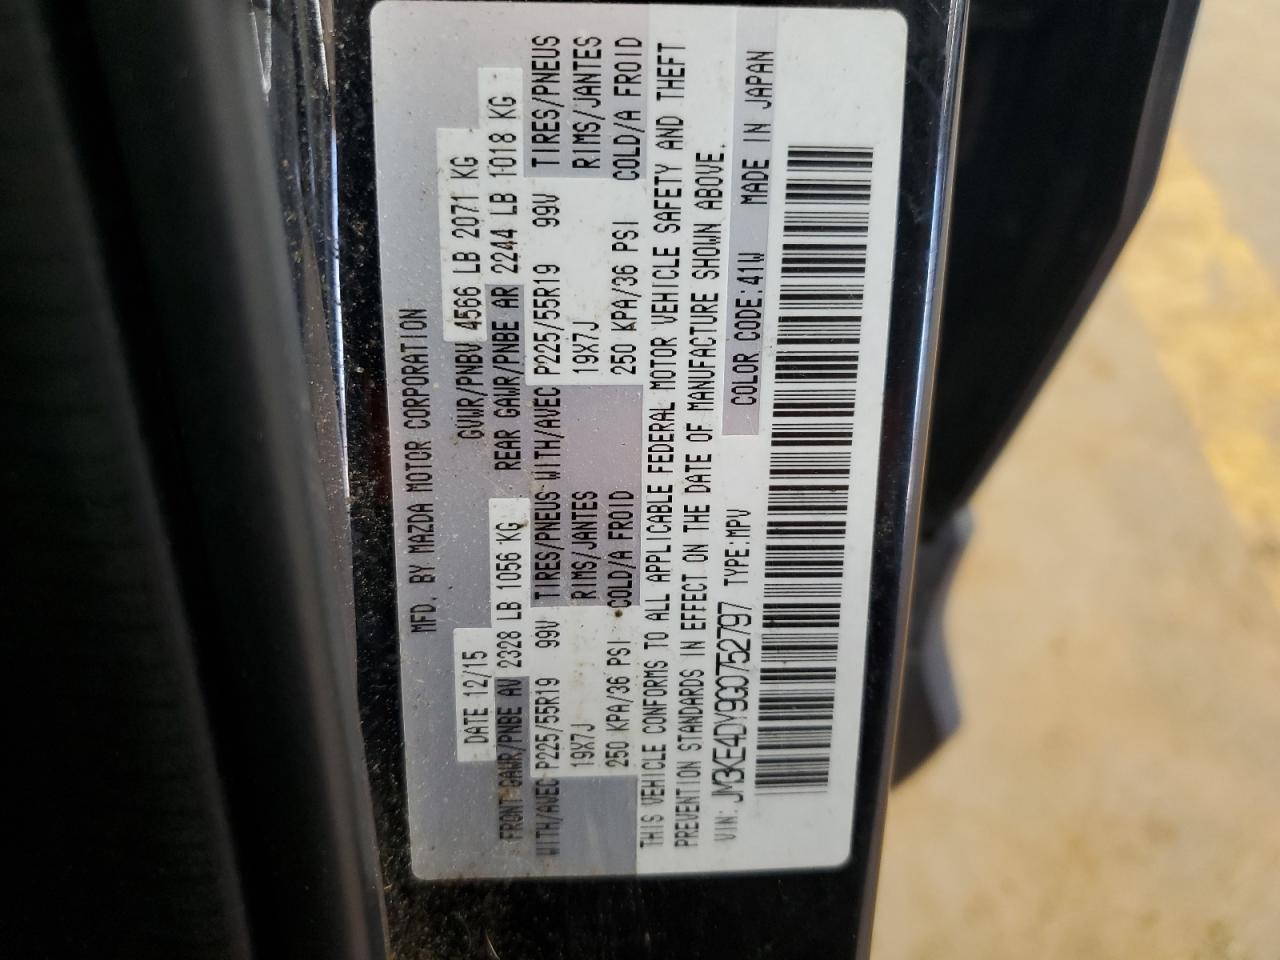 MFD. BY MAZDA MOTOR CORPORATION
DATE 12/15 GVWR/PNBV 4566 LB 2071 KG
FRONT GAWR/PNBE AV 2328 LB 1056 KG REAR GAWR/PNBE AR 2244 LB 1018 KG
WITH/AVEC P225/55R19 99V TIRES/PNEUS WITH/AVEC P225/55R19 99V TIRES/PNEUS
19X7J RIMS/JANTES 19X7J RIMS/JANTES
250 KPA/36 PSI COLD/A FROID 250 KPA/36 PSI COLD/A FROID
THIS VEHICLE CONFORMS TO ALL APPLICABLE FEDERAL MOTOR VEHICLE SAFETY AND THEFT
PREVENTION STANDARDS IN EFFECT ON THE DATE OF MANUFACTURE SHOWN ABOVE.
VIN: JM3KE4DY9G0752797 TYPE:MPV COLOR CODE:41W MADE IN JAPAN